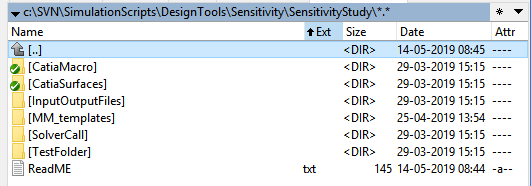 c:\SVN\SimulationScripts\DesignTools\Sensitivity\SensitivityStudy\*.* * ▼
Name Ext Size Date Attr
[..] <DIR> 14-05-2019 08:45 ----
[CatiaMacro] <DIR> 29-03-2019 15:15 ----
[CatiaSurfaces] <DIR> 29-03-2019 15:15 ----
[InputOutputFiles] <DIR> 29-03-2019 15:15 ----
[MM_templates] <DIR> 25-04-2019 13:54 ----
[SolverCall] <DIR> 29-03-2019 15:15 ----
[TestFolder] <DIR> 29-03-2019 15:15 ----
ReadME txt 145 14-05-2019 08:44 -a--